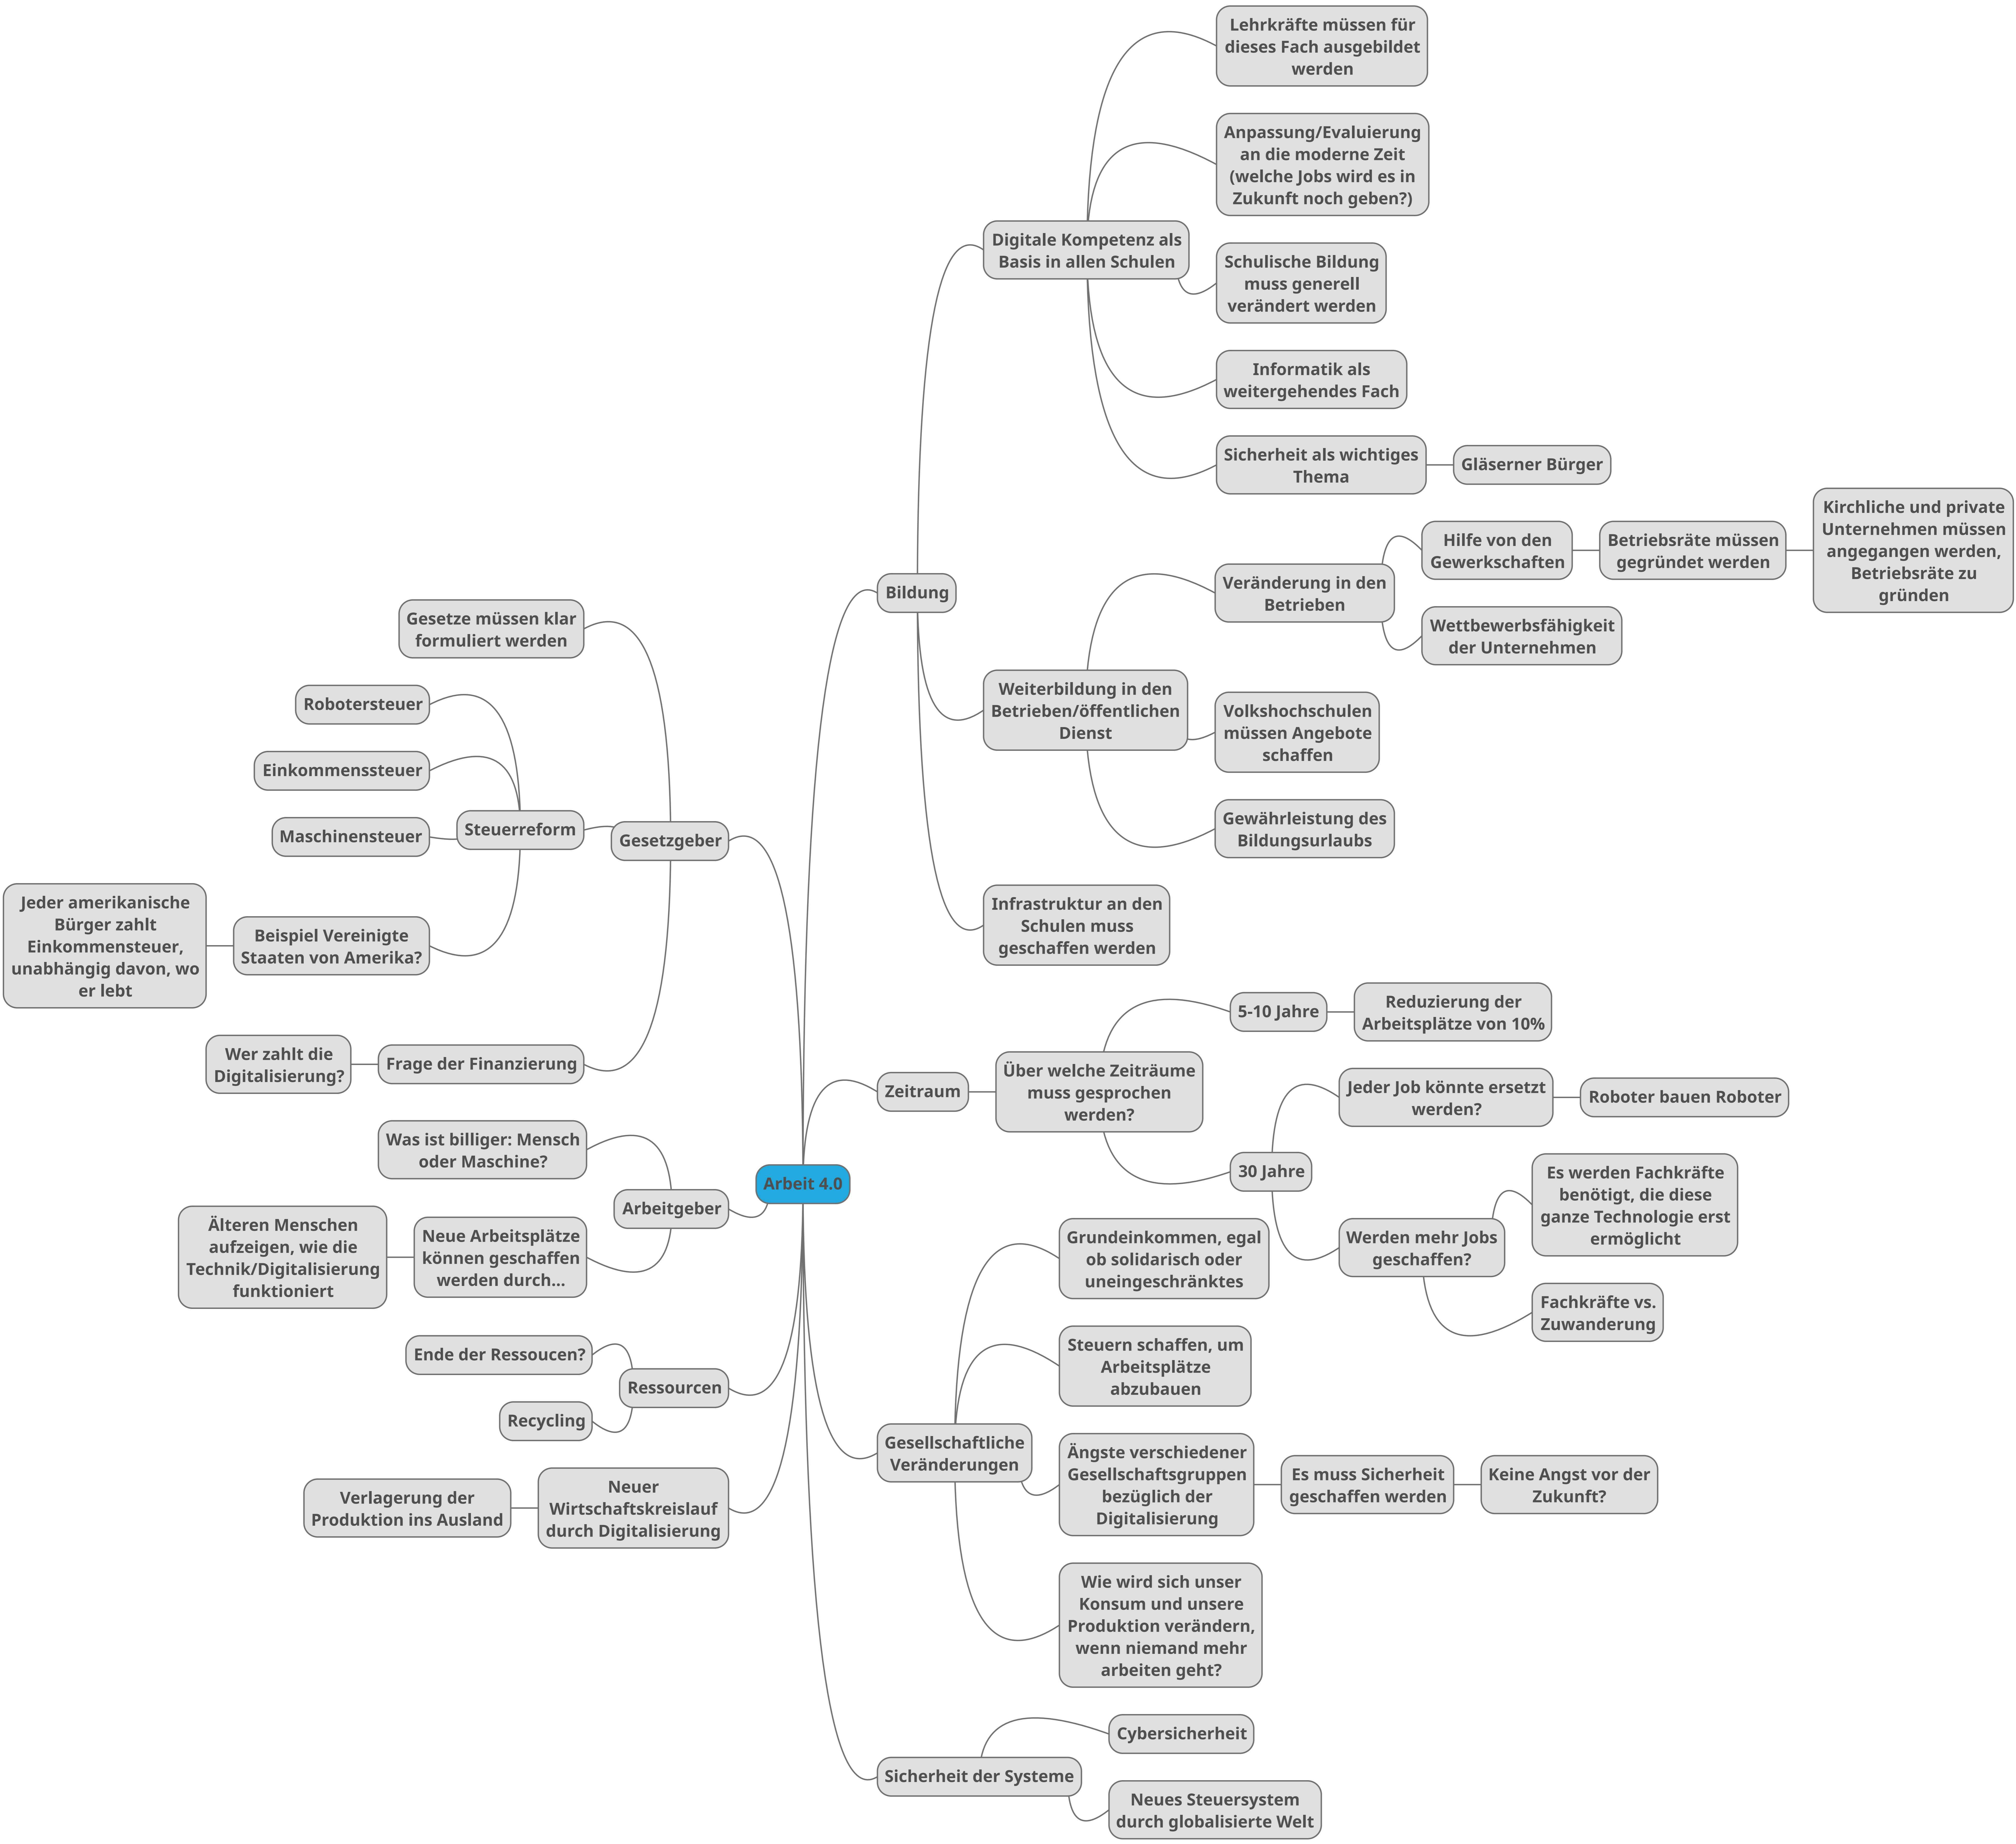 Lehrkräfte müssen für
dieses Fach ausgebildet
werden
Anpassung/Evaluierung
an die moderne Zeit
(welche Jobs wird es in
Zukunft noch geben?)
Digitale Kompetenz als
Basis in allen Schulen
Schulische Bildung
muss generell
verändert werden
Informatik als
weitergehendes Fach
Sicherheit als wichtiges
Thema
Gläserner Bürger
Bildung
Weiterbildung in den
Betrieben/öffentlichen
Dienst
Veränderung in den
Betrieben
Hilfe von den
Gewerkschaften
Betriebsräte müssen
gegründet werden
Kirchliche und private
Unternehmen müssen
angegangen werden,
Betriebsräte zu
gründen
Wettbewerbsfähigkeit
der Unternehmen
Volkshochschulen
müssen Angebote
schaffen
Gewährleistung des
Bildungsurlaubs
Infrastruktur an den
Schulen muss
geschaffen werden
Gesetze müssen klar
formuliert werden
Robotersteuer
Einkommenssteuer
Maschinensteuer
Steuerreform
Gesetzgeber
Jeder amerikanische
Bürger zahlt
Einkommensteuer,
unabhängig davon, wo
er lebt
Beispiel Vereinigte
Staaten von Amerika?
Wer zahlt die
Digitalisierung?
Frage der Finanzierung
Zeitraum
Über welche Zeiträume
muss gesprochen
werden?
5-10 Jahre
Reduzierung der
Arbeitsplätze von 10%
30 Jahre
Jeder Job könnte ersetzt
werden?
Roboter bauen Roboter
Werden mehr Jobs
geschaffen?
Es werden Fachkräfte
benötigt, die diese
ganze Technologie erst
ermöglicht
Fachkräfte vs.
Zuwanderung
Arbeit 4.0
Was ist billiger: Mensch
oder Maschine?
Arbeitgeber
Älteren Menschen
aufzeigen, wie die
Technik/Digitalisierung
funktioniert
Neue Arbeitsplätze
können geschaffen
werden durch...
Ende der Ressoucen?
Ressourcen
Recycling
Verlagerung der
Produktion ins Ausland
Neuer
Wirtschaftskreislauf
durch Digitalisierung
Gesellschaftliche
Veränderungen
Grundeinkommen, egal
ob solidarisch oder
uneingeschränktes
Steuern schaffen, um
Arbeitsplätze
abzubauen
Ängste verschiedener
Gesellschaftsgruppen
bezüglich der
Digitalisierung
Es muss Sicherheit
geschaffen werden
Keine Angst vor der
Zukunft?
Wie wird sich unser
Konsum und unsere
Produktion verändern,
wenn niemand mehr
arbeiten geht?
Sicherheit der Systeme
Cybersicherheit
Neues Steuersystem
durch globalisierte Welt